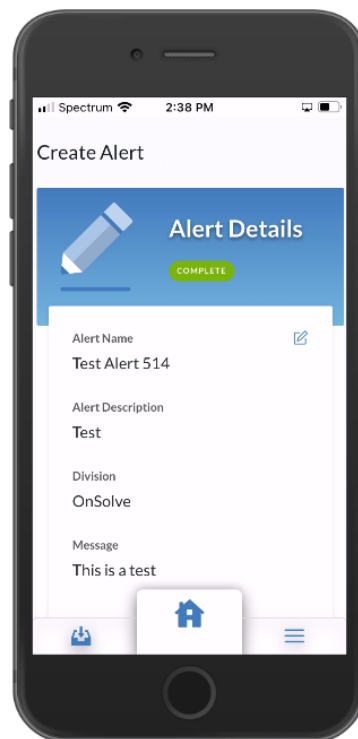 Spectrum 2:38 PM
Create Alert
Alert Details
COMPLETE
Alert Name
Test Alert 514
Alert Description
Test
Division
OnSolve
Message
This is a test